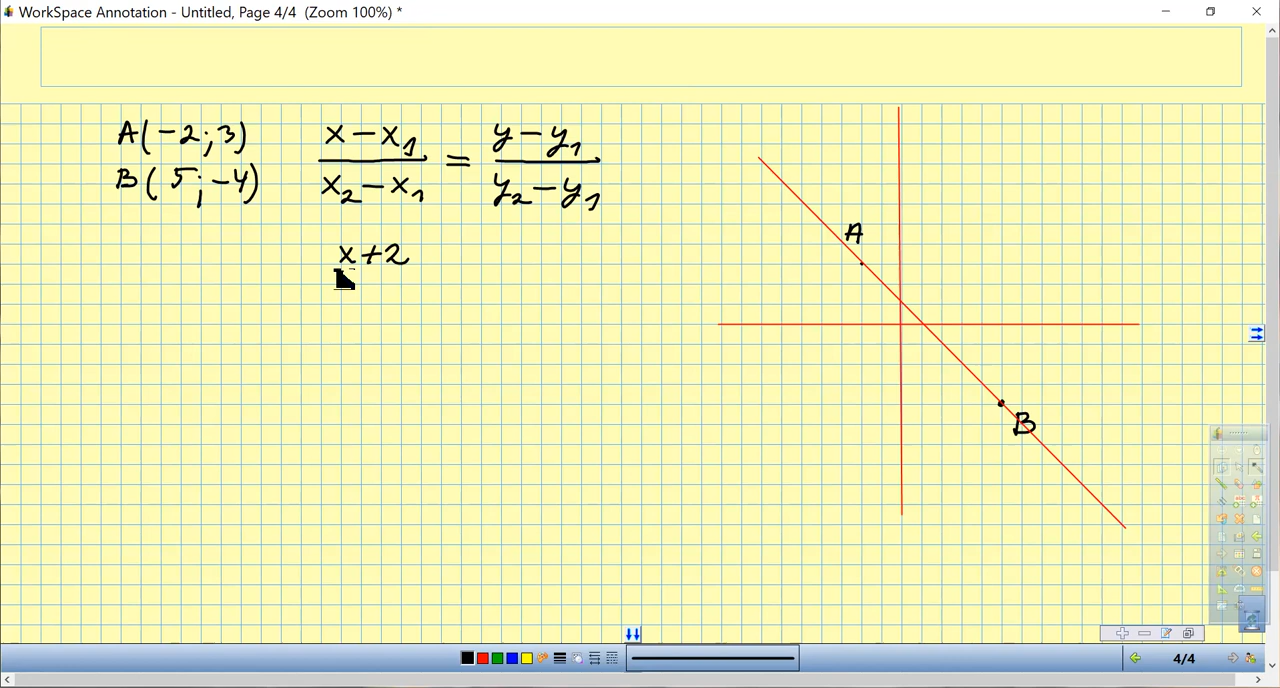 WorkSpace Annotation - Untitled, Page 4/4 (Zoom 100%) *
A(-2;3)
B(5;-4)
x-x₁ / x₂-x₁ = y-y₁ / y₂-y₁
x+2
A
B
4/4